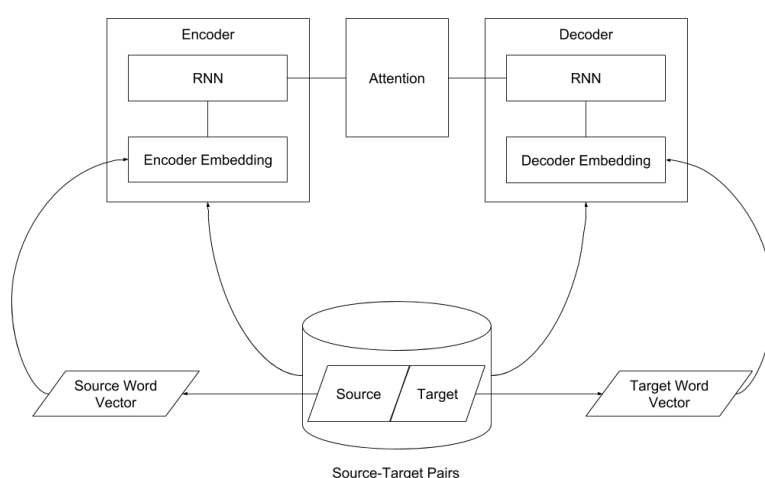 Encoder
Decoder
RNN
Attention
RNN
Encoder Embedding
Decoder Embedding
Source Word
Vector
Source
Target
Target Word
Vector
Source-Target Pairs